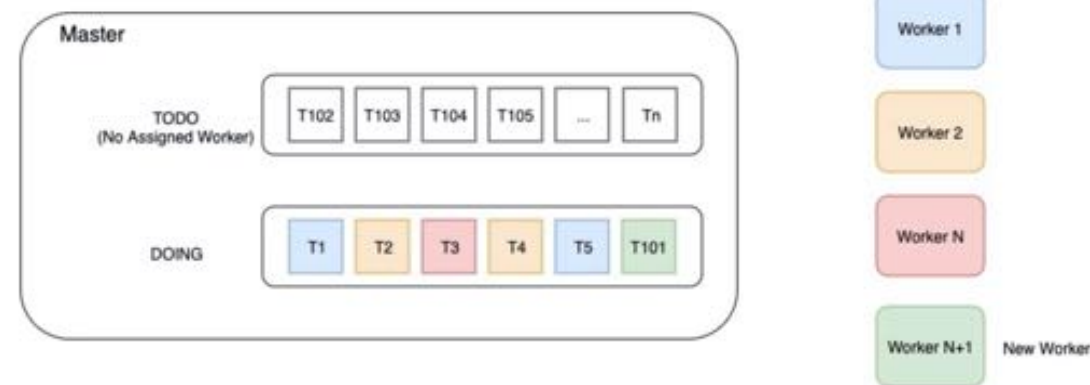 Master
TODO
(No Assigned Worker)
T102 T103 T104 T105 ... Tn
DOING
T1 T2 T3 T4 T5 T101
Worker 1
Worker 2
Worker N
Worker N+1
New Worker